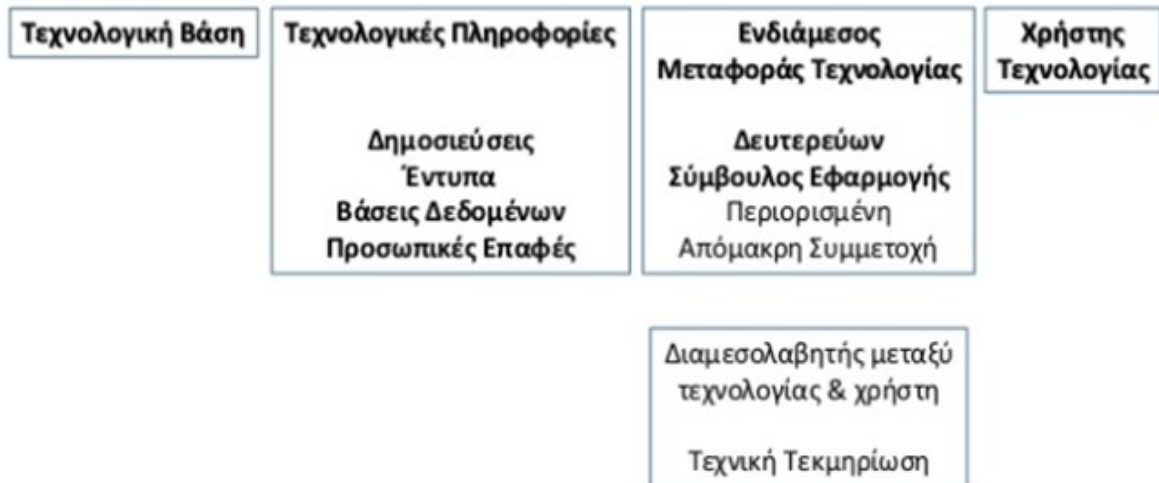 Τεχνολογική Βάση
Τεχνολογικές Πληροφορίες
Δημοσιεύσεις
Έντυπα
Βάσεις Δεδομένων
Προσωπικές Επαφές
Ενδιάμεσος
Μεταφοράς Τεχνολογίας
Δευτερεύων
Σύμβουλος Εφαρμογής
Περιορισμένη
Απόμακρη Συμμετοχή
Χρήστης
Τεχνολογίας
Διαμεσολαβητής μεταξύ
τεχνολογίας & χρήστη
Τεχνική Τεκμηρίωση